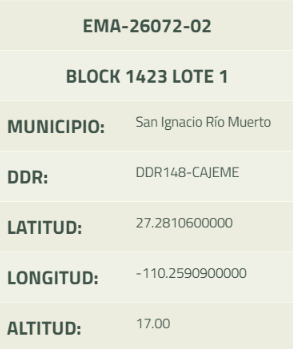 EMA-26072-02
BLOCK 1423 LOTE 1
MUNICIPIO: San Ignacio Río Muerto
DDR: DDR148-CAJEME
LATITUD: 27.2810600000
LONGITUD: -110.2590900000
ALTITUD: 17.00